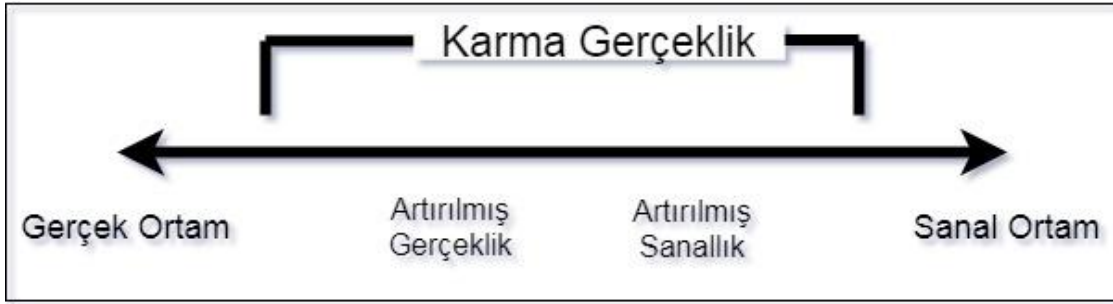 Karma Gerçeklik
Gerçek Ortam
Artırılmış
Gerçeklik
Artırılmış
Sanallık
Sanal Ortam